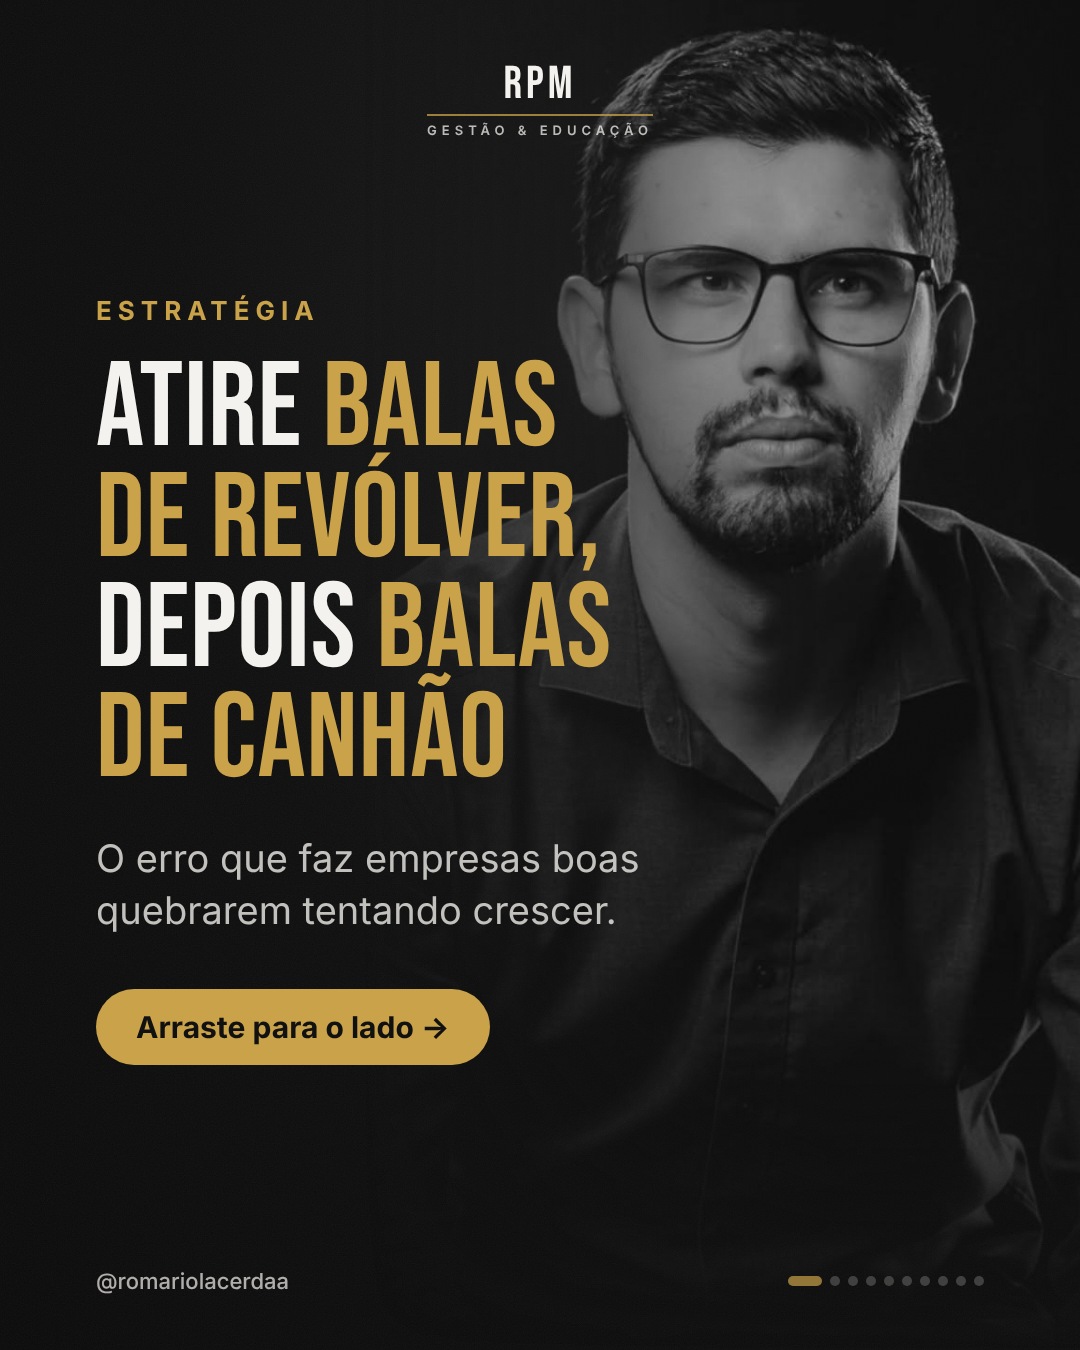 RPM
GESTÃO & EDUCAÇÃO
ESTRATÉGIA
ATIRE BALAS
DE REVÓLVER,
DEPOIS BALAS
DE CANHÃO
O erro que faz empresas boas
quebrarem tentando crescer.
Arraste para o lado →
@romariolacerdaa